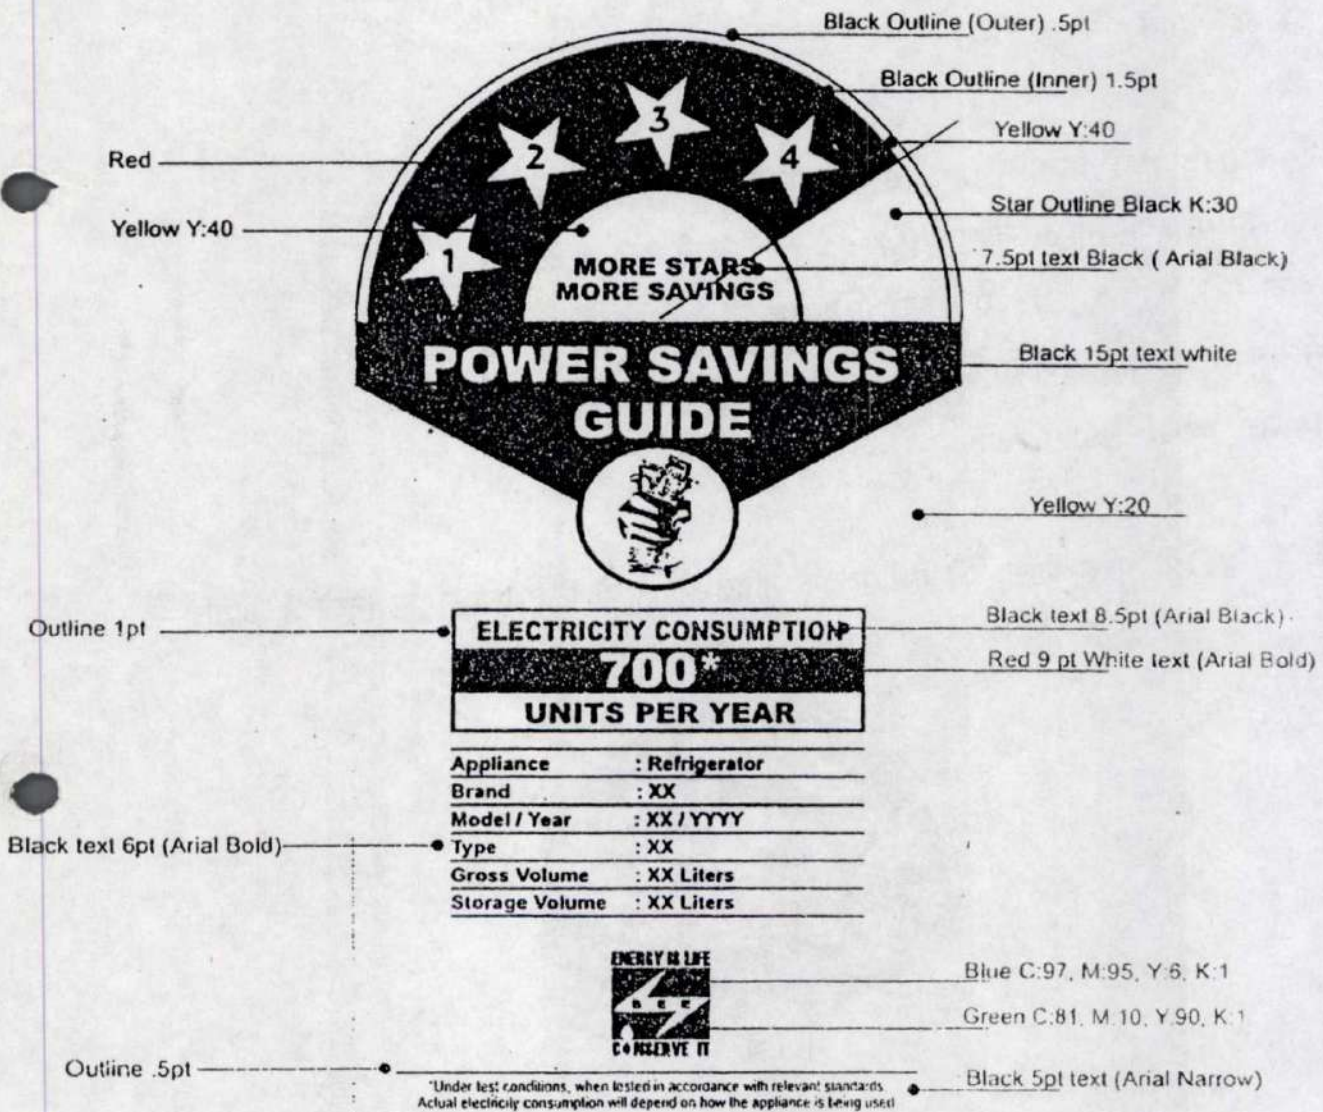 Black Outline (Outer) .5pt
Black Outline (Inner) 1.5pt
Yellow Y:40
Red
Star Outline Black K:30
Yellow Y:40
7.5pt text Black ( Arial Black)
1
2
3
4
MORE STARS
MORE SAVINGS
POWER SAVINGS
GUIDE
Black 15pt text white
Yellow Y:20
Outline 1pt
ELECTRICITY CONSUMPTION
Black text 8.5pt (Arial Black)
700*
Red 9 pt White text (Arial Bold)
UNITS PER YEAR
Appliance : Refrigerator
Brand : XX
Model / Year : XX / YYYY
Black text 6pt (Arial Bold)
Type : XX
Gross Volume : XX Liters
Storage Volume : XX Liters
ENERGY IS LIFE
BEE
CONSERVE IT
Blue C:97, M:95, Y:6, K:1
Green C:81, M:10, Y:90, K:1
Outline .5pt
*Under test conditions, when tested in accordance with relevant standards
Actual electricity consumption will depend on how the appliance is being used
Black 5pt text (Arial Narrow)